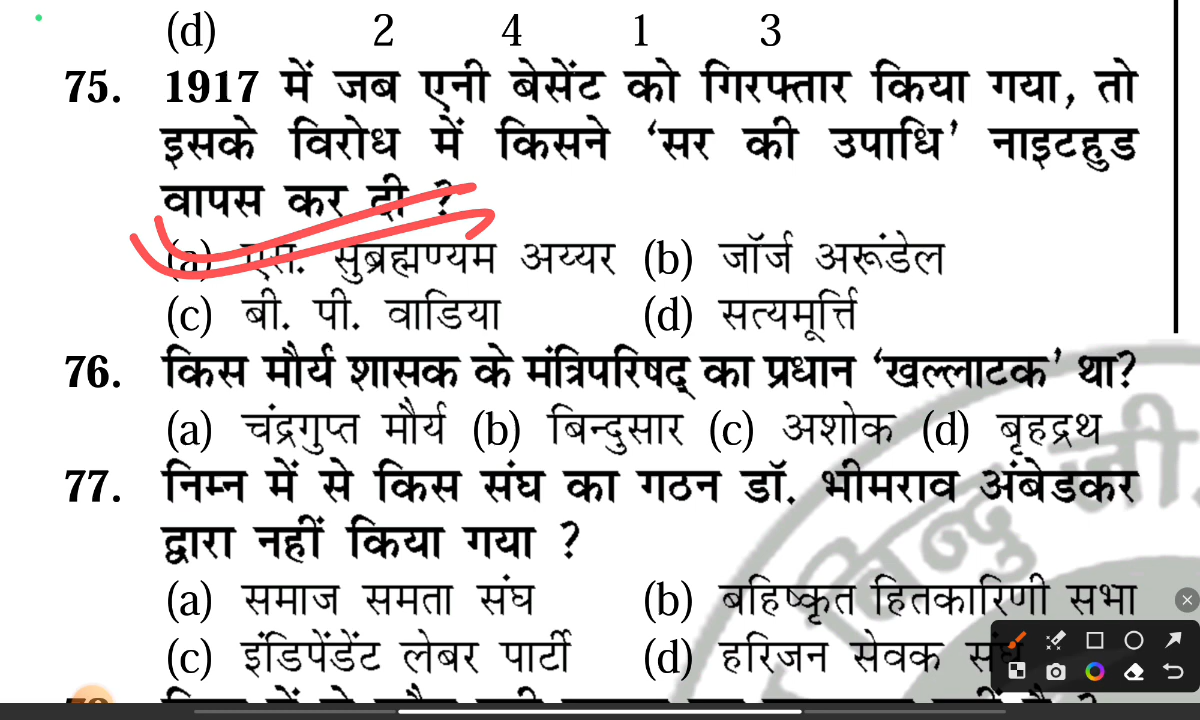 (d) 2 4 1 3
75. 1917 में जब एनी बेसेंट को गिरफ्तार किया गया, तो
इसके विरोध में किसने ‘सर की उपाधि’ नाइटहुड
वापस कर दी ?
(a) एस. सुब्रह्मण्यम अय्यर (b) जॉर्ज अरूंडेल
(c) बी. पी. वाडिया (d) सत्यमूर्त्ति
76. किस मौर्य शासक के मंत्रिपरिषद् का प्रधान ‘खल्लाटक’ था?
(a) चंद्रगुप्त मौर्य (b) बिन्दुसार (c) अशोक (d) बृहद्रथ
77. निम्न में से किस संघ का गठन डॉ. भीमराव अंबेडकर
द्वारा नहीं किया गया ?
(a) समाज समता संघ (b) बहिष्कृत हितकारिणी सभा
(c) इंडिपेंडेंट लेबर पार्टी (d) हरिजन सेवक संघ